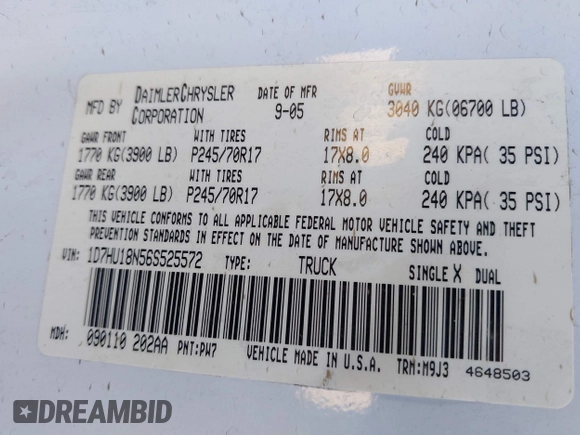 MFD BY DAIMLERCHRYSLER CORPORATION DATE OF MFR 9-05 GVWR 3040 KG(06700 LB)
GAWR FRONT WITH TIRES RIMS AT COLD
1770 KG(3900 LB) P245/70R17 17X8.0 240 KPA( 35 PSI)
GAWR REAR WITH TIRES RIMS AT COLD
1770 KG(3900 LB) P245/70R17 17X8.0 240 KPA( 35 PSI)
THIS VEHICLE CONFORMS TO ALL APPLICABLE FEDERAL MOTOR VEHICLE SAFETY AND THEFT
PREVENTION STANDARDS IN EFFECT ON THE DATE OF MANUFACTURE SHOWN ABOVE.
VIN: 1D7HU18N56S525572 TYPE: TRUCK SINGLE X DUAL
MDH: 090110 202AA PNT:PW7 VEHICLE MADE IN U.S.A. TRM:M9J3 4648503
DREAMBID